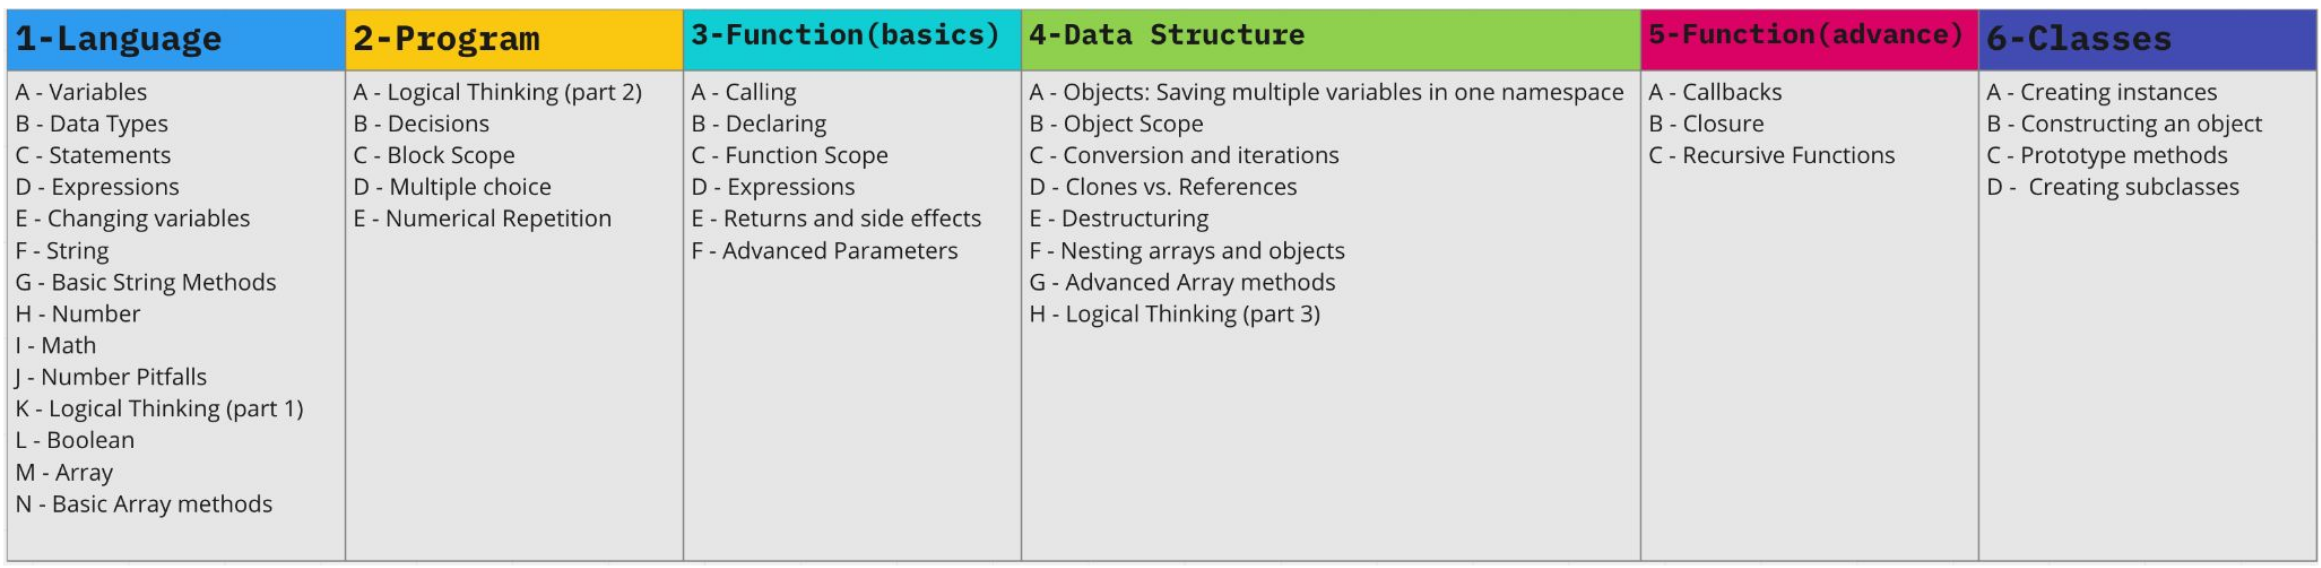 1-Language
A - Variables
B - Data Types
C - Statements
D - Expressions
E - Changing variables
F - String
G - Basic String Methods
H - Number
I - Math
J - Number Pitfalls
K - Logical Thinking (part 1)
L - Boolean
M - Array
N - Basic Array methods
2-Program
A - Logical Thinking (part 2)
B - Decisions
C - Block Scope
D - Multiple choice
E - Numerical Repetition
3-Function(basics)
A - Calling
B - Declaring
C - Function Scope
D - Expressions
E - Returns and side effects
F - Advanced Parameters
4-Data Structure
A - Objects: Saving multiple variables in one namespace
B - Object Scope
C - Conversion and iterations
D - Clones vs. References
E - Destructuring
F - Nesting arrays and objects
G - Advanced Array methods
H - Logical Thinking (part 3)
5-Function(advance)
A - Callbacks
B - Closure
C - Recursive Functions
6-Classes
A - Creating instances
B - Constructing an object
C - Prototype methods
D -  Creating subclasses